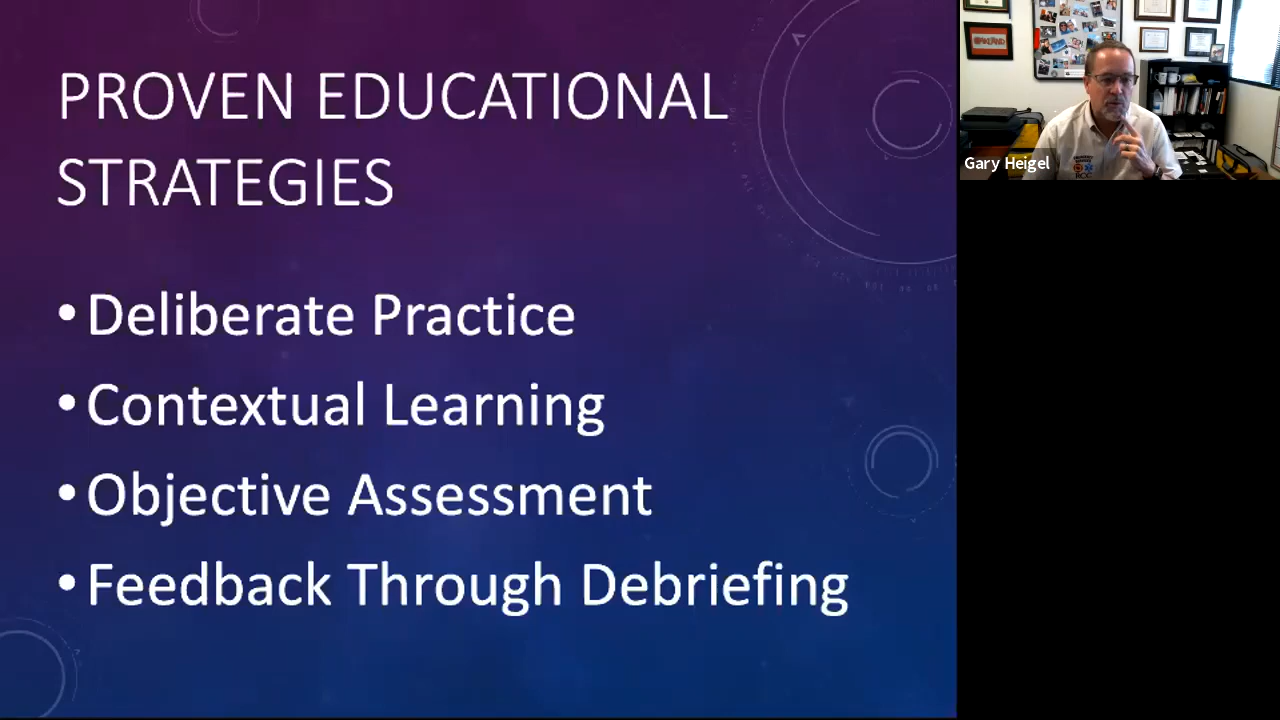 PROVEN EDUCATIONAL
STRATEGIES
• Deliberate Practice
• Contextual Learning
• Objective Assessment
• Feedback Through Debriefing
Gary Heigel